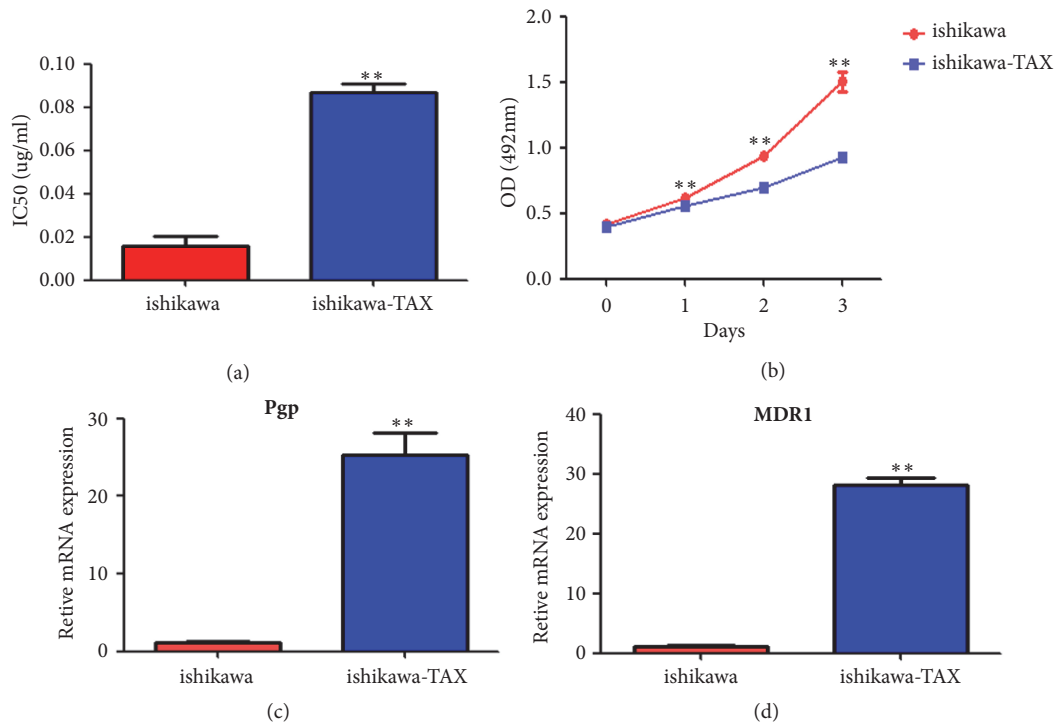 0.10
**
0.08
0.06
0.04
0.02
0.00
IC50 (ug/ml)
ishikawa
ishikawa-TAX
(a)
2.0
ishikawa
ishikawa-TAX
**
1.5
**
1.0
**
0.5
0.0
OD (492nm)
0
1
2
3
Days
(b)
Pgp
30
**
20
10
0
Retive mRNA expression
ishikawa
ishikawa-TAX
(c)
MDR1
40
**
30
20
10
0
Retive mRNA expression
ishikawa
ishikawa-TAX
(d)